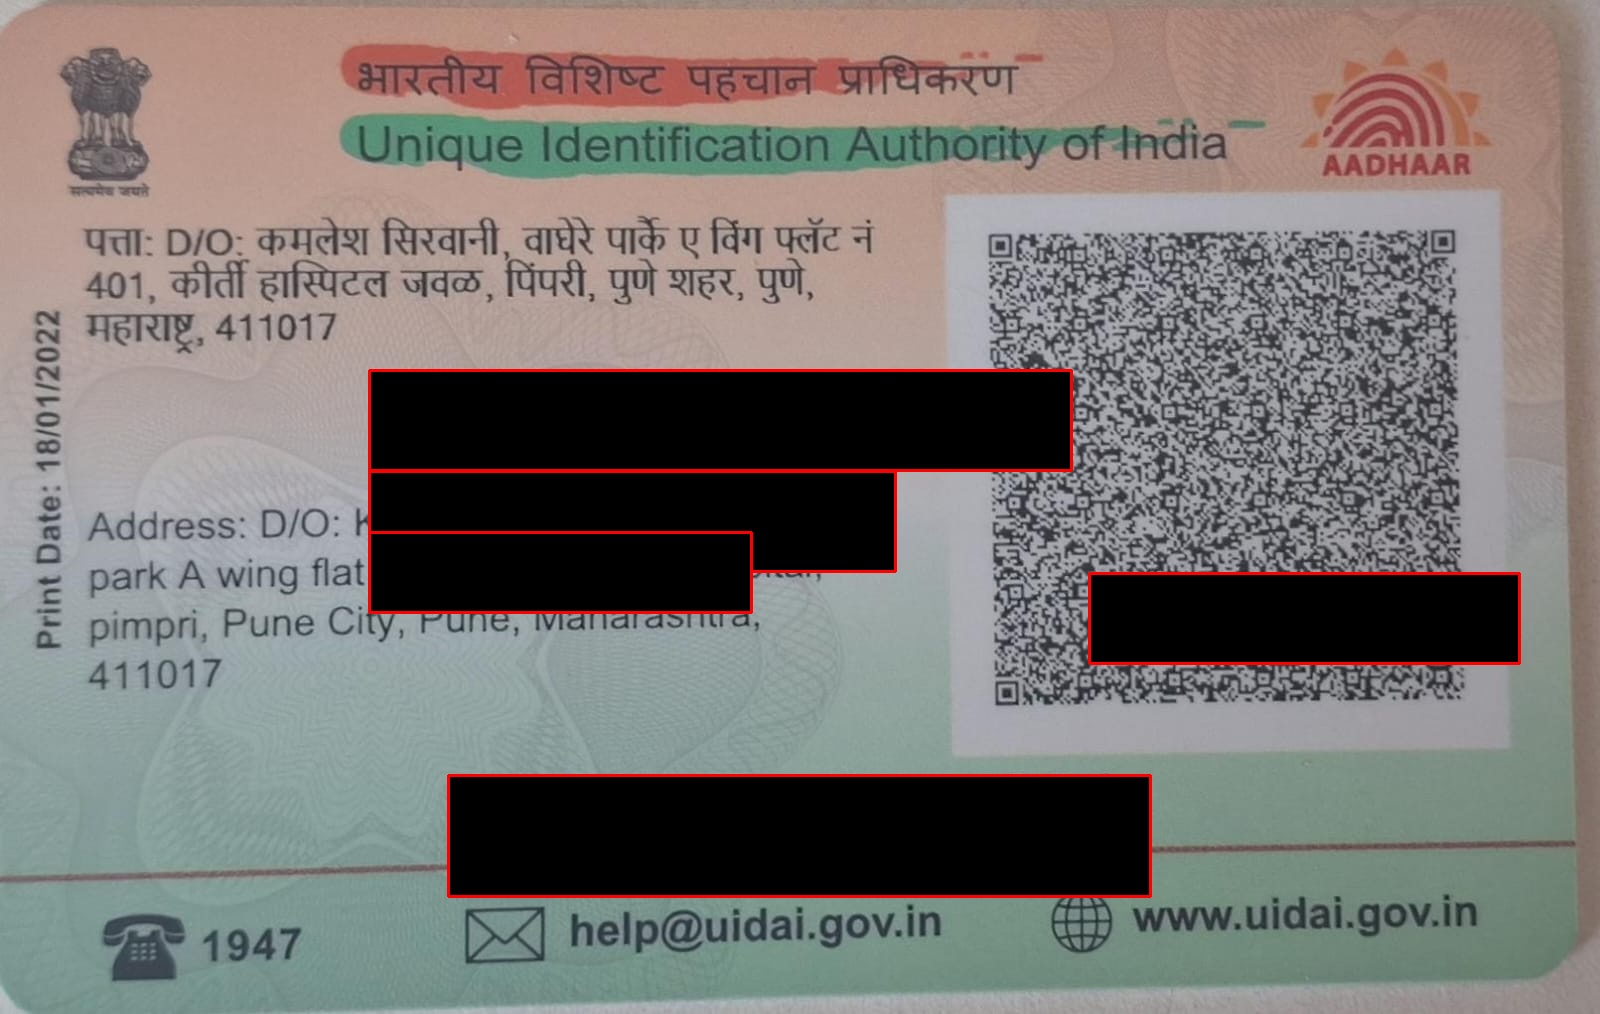 भारतीय विशिष्ट पहचान प्राधिकरण
Unique Identification Authority of India
सत्यमेव जयते
AADHAAR
पत्ता: D/O: कमलेश सिरवानी, वाघेरे पार्के ए विंग फ्लॅट नं
401, कीर्ती हास्पिटल जवळ, पिंपरी, पुणे शहर, पुणे,
महाराष्ट्र, 411017
Print Date: 18/01/2022
Address: D/O:
park A wing flat
pimpri, Pune City, Pune, Maharashtra,
411017
1947
help@uidai.gov.in
www.uidai.gov.in